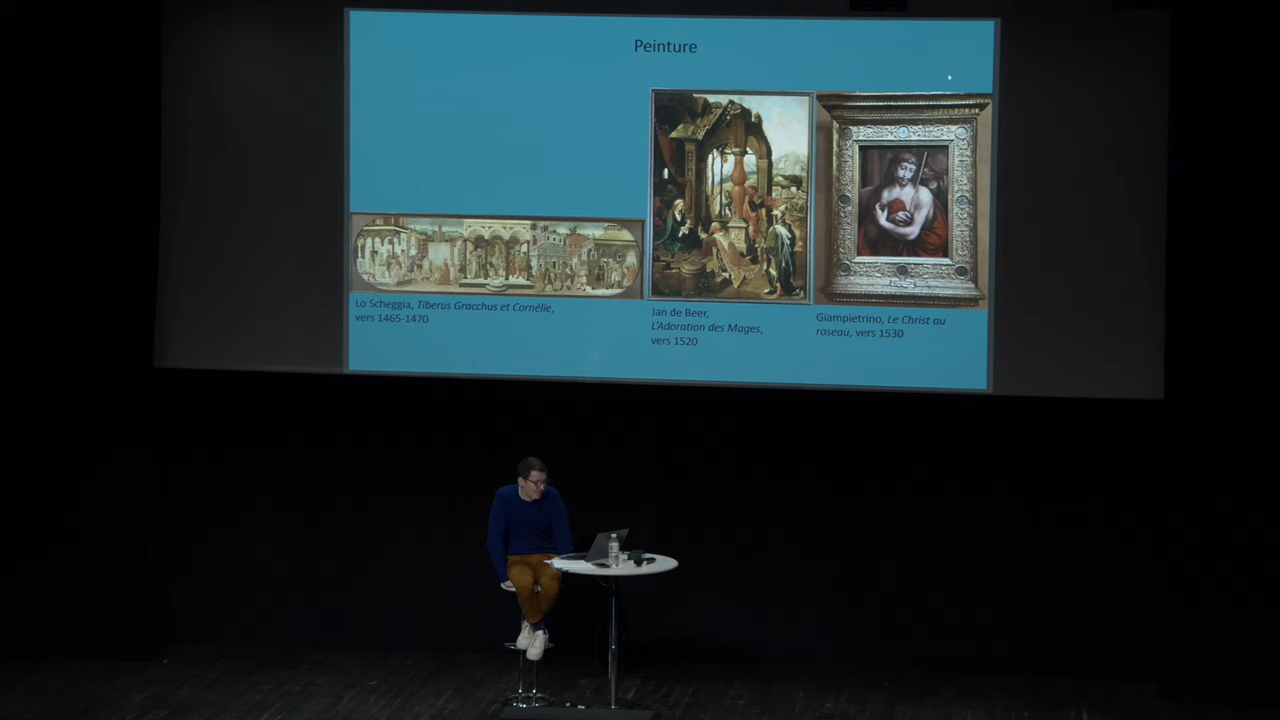 Peinture
Lo Scheggia, Tiberus Gracchus et Cornélie,
vers 1465-1470
Jan de Beer,
L'Adoration des Mages,
vers 1520
Giampietrino, Le Christ au
roseau, vers 1530